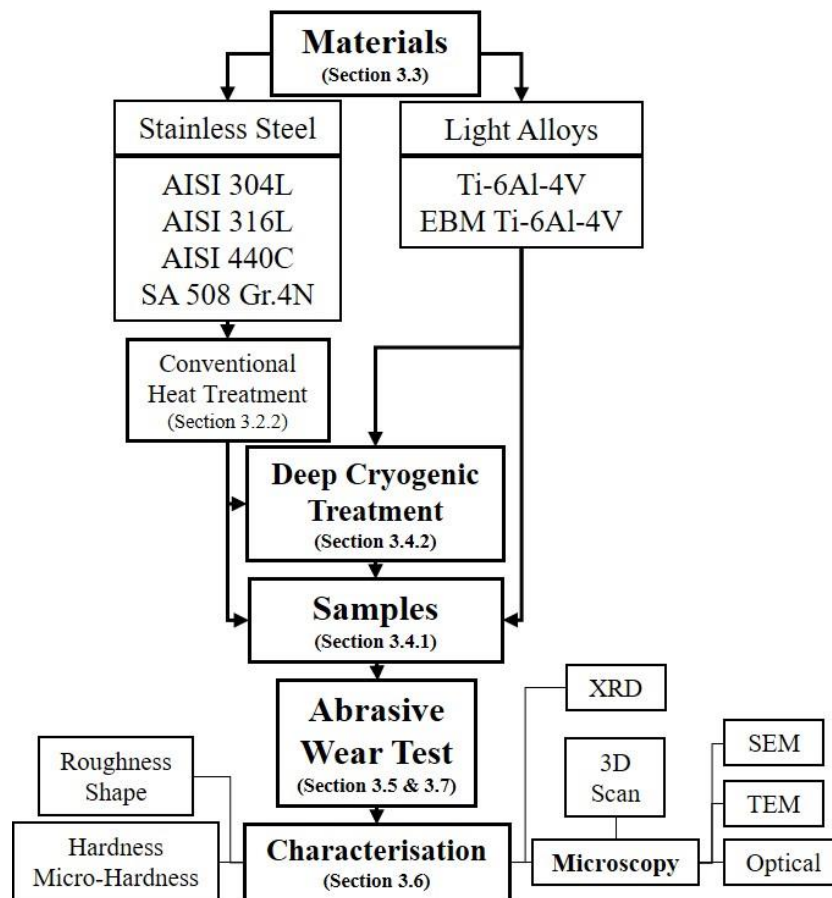 Materials
(Section 3.3)
Stainless Steel
Light Alloys
AISI 304L
AISI 316L
AISI 440C
SA 508 Gr.4N
Ti-6Al-4V
EBM Ti-6Al-4V
Conventional
Heat Treatment
(Section 3.2.2)
Deep Cryogenic
Treatment
(Section 3.4.2)
Samples
(Section 3.4.1)
Abrasive
Wear Test
(Section 3.5 & 3.7)
XRD
Roughness
Shape
3D
Scan
SEM
TEM
Hardness
Micro-Hardness
Characterisation
(Section 3.6)
Microscopy
Optical